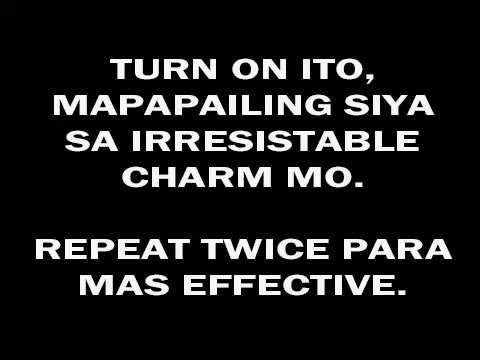 TURN ON ITO,
MAPAPAILING SIYA
SA IRRESISTABLE
CHARM MO.
REPEAT TWICE PARA
MAS EFFECTIVE.